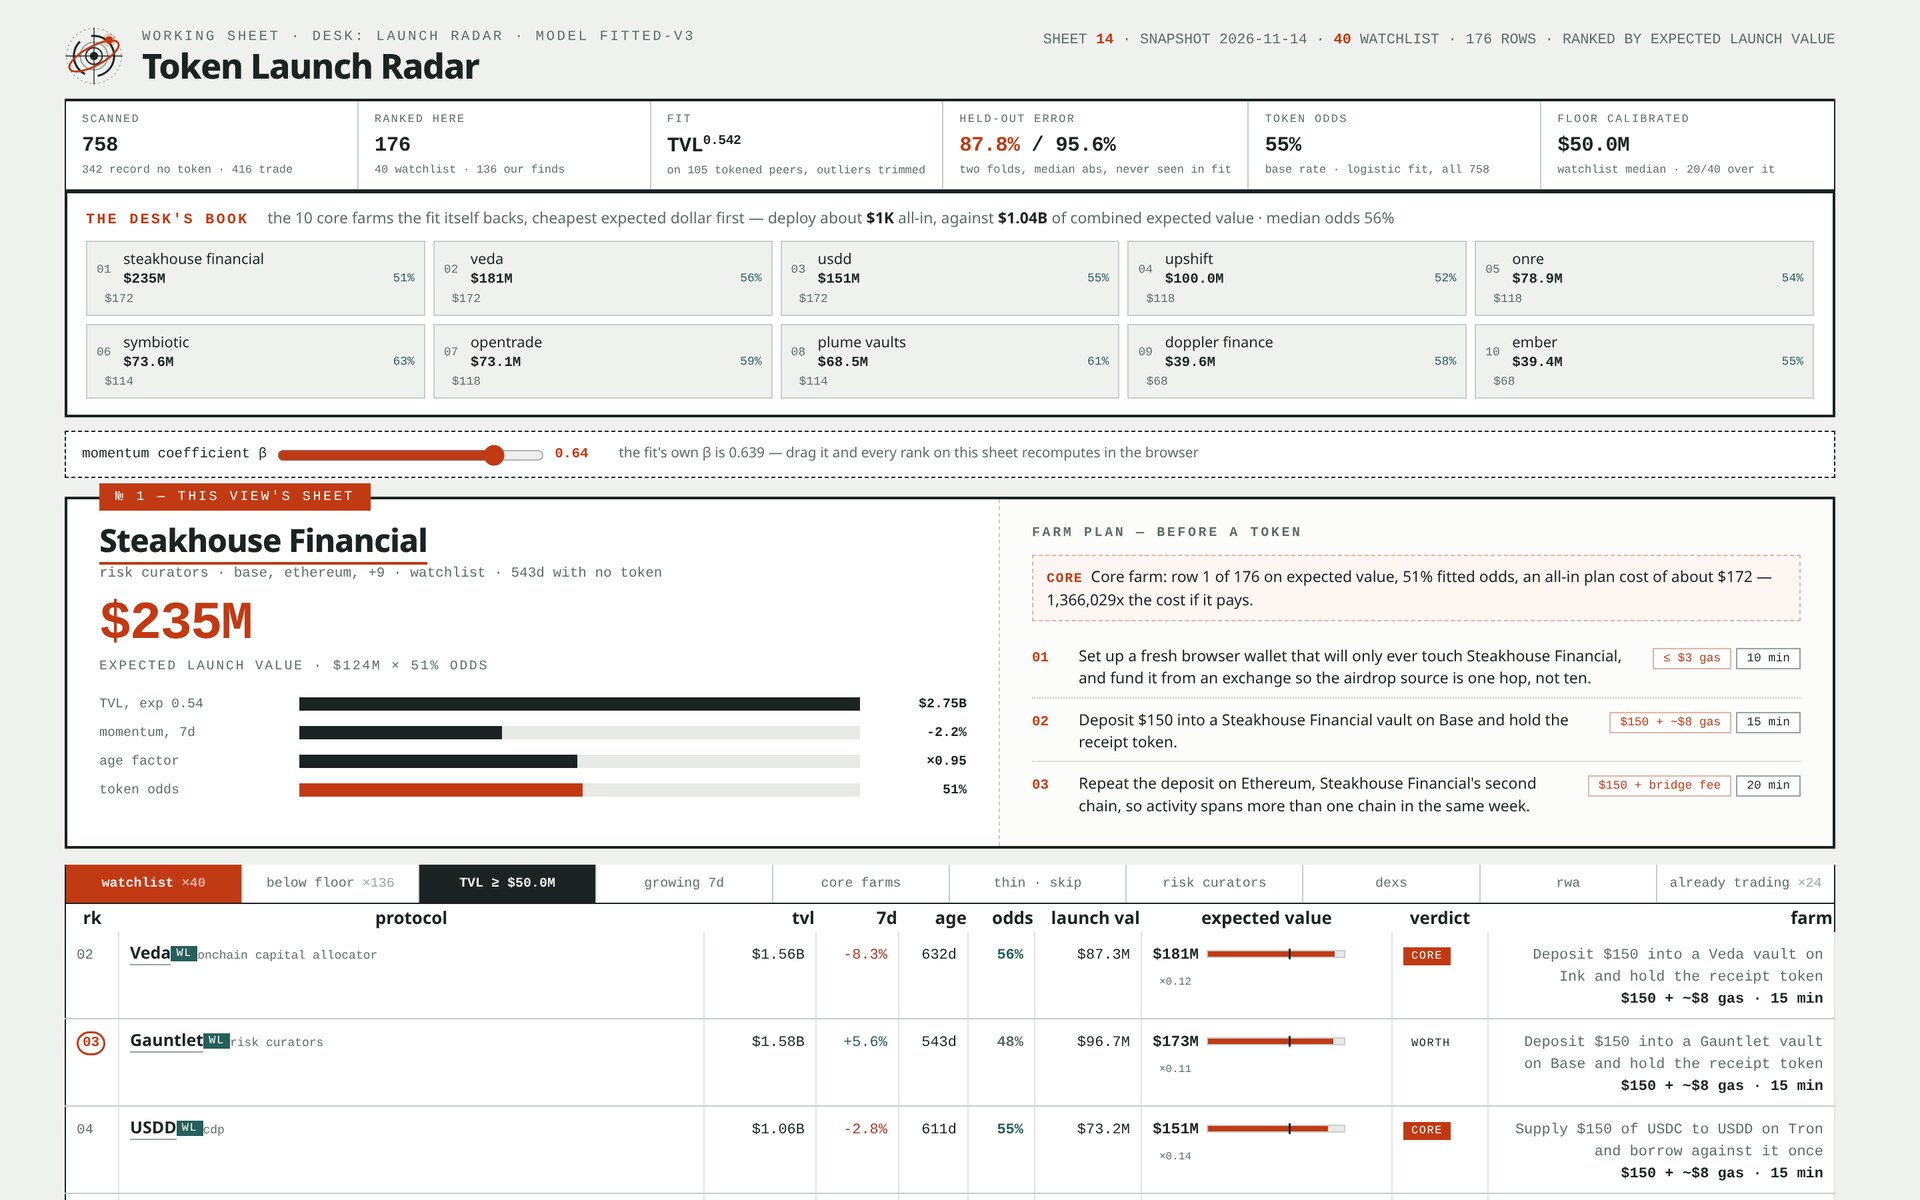 WORKING SHEET · DESK: LAUNCH RADAR · MODEL FITTED-V3
Token Launch Radar
SHEET 14 · SNAPSHOT 2026-11-14 · 40 WATCHLIST · 176 ROWS · RANKED BY EXPECTED LAUNCH VALUE
SCANNED
758
342 record no token · 416 trade
RANKED HERE
176
40 watchlist · 136 our finds
FIT
TVL0.542
on 105 tokened peers, outliers trimmed
HELD-OUT ERROR
87.8% / 95.6%
two folds, median abs, never seen in fit
TOKEN ODDS
55%
base rate · logistic fit, all 758
FLOOR CALIBRATED
$50.0M
watchlist median · 20/40 over it
THE DESK'S BOOK the 10 core farms the fit itself backs, cheapest expected dollar first — deploy about $1K all-in, against $1.04B of combined expected value · median odds 56%
01 steakhouse financial $235M 51% $172
02 veda $181M 56% $172
03 usdd $151M 55% $172
04 upshift $100.0M 52% $118
05 onre $78.9M 54% $118
06 symbiotic $73.6M 63% $114
07 opentrade $73.1M 59% $118
08 plume vaults $68.5M 61% $114
09 doppler finance $39.6M 58% $68
10 ember $39.4M 55% $68
momentum coefficient β 0.64 the fit's own β is 0.639 — drag it and every rank on this sheet recomputes in the browser
№ 1 — THIS VIEW'S SHEET
Steakhouse Financial
risk curators · base, ethereum, +9 · watchlist · 543d with no token
$235M
EXPECTED LAUNCH VALUE · $124M × 51% ODDS
TVL, exp 0.54 $2.75B
momentum, 7d -2.2%
age factor ×0.95
token odds 51%
FARM PLAN — BEFORE A TOKEN
CORE Core farm: row 1 of 176 on expected value, 51% fitted odds, an all-in plan cost of about $172 —
1,366,029x the cost if it pays.
01 Set up a fresh browser wallet that will only ever touch Steakhouse Financial, ≤ $3 gas 10 min
and fund it from an exchange so the airdrop source is one hop, not ten.
02 Deposit $150 into a Steakhouse Financial vault on Base and hold the $150 + ~$8 gas 15 min
receipt token.
03 Repeat the deposit on Ethereum, Steakhouse Financial's second $150 + bridge fee 20 min
chain, so activity spans more than one chain in the same week.
watchlist ×40 below floor ×136 TVL ≥ $50.0M growing 7d core farms thin · skip risk curators dexs rwa already trading ×24
rk protocol tvl 7d age odds launch val expected value verdict farm
02 Veda WL onchain capital allocator $1.56B -8.3% 632d 56% $87.3M $181M CORE Deposit $150 into a Veda vault on
×0.12 Ink and hold the receipt token
$150 + ~$8 gas · 15 min
03 Gauntlet WL risk curators $1.58B +5.6% 543d 48% $96.7M $173M WORTH Deposit $150 into a Gauntlet vault
×0.11 on Base and hold the receipt token
$150 + ~$8 gas · 15 min
04 USDD WL cdp $1.06B -2.8% 611d 55% $73.2M $151M CORE Supply $150 of USDC to USDD on Tron
×0.14 and borrow against it once
$150 + ~$8 gas · 15 min